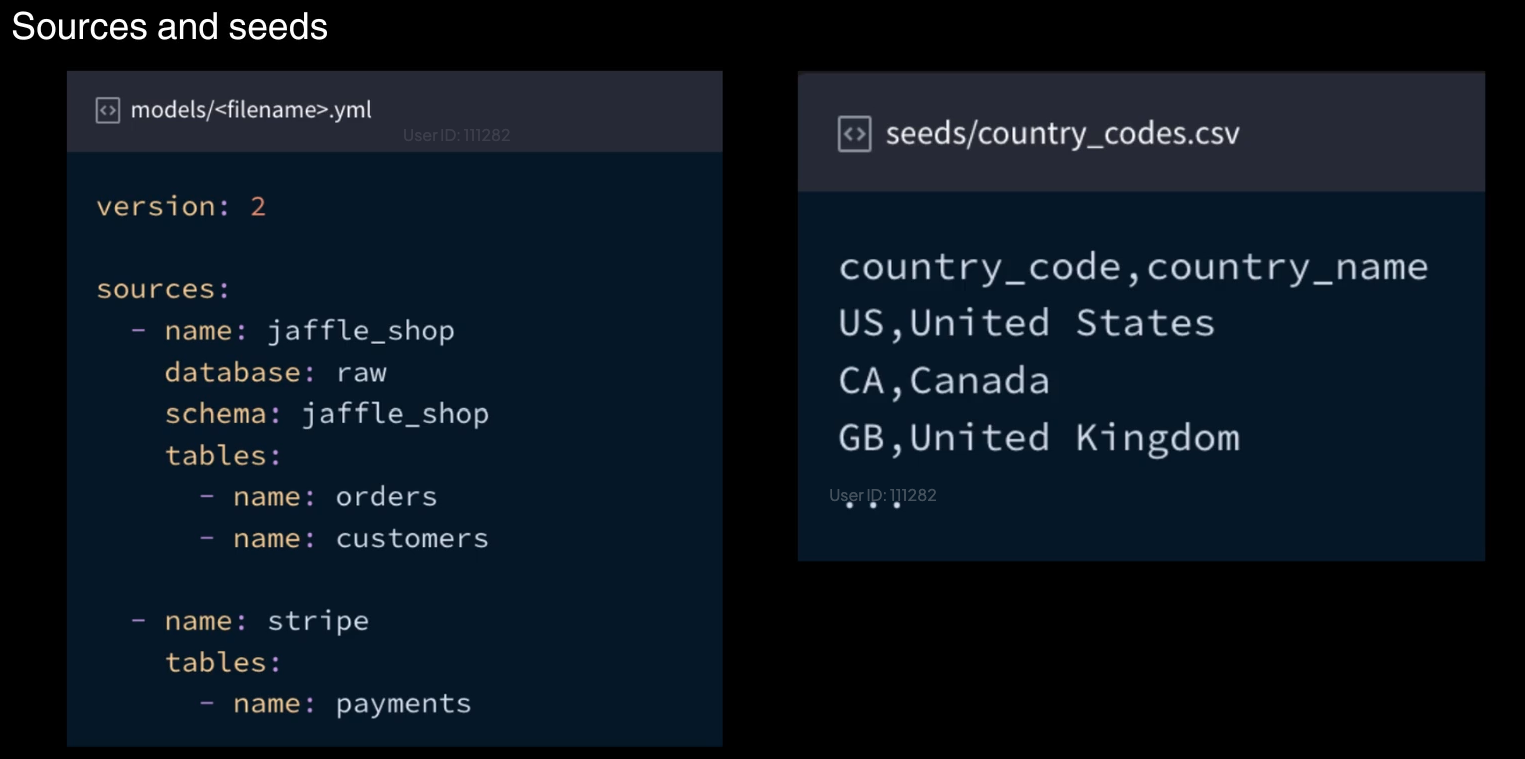 Sources and seeds
models/<filename>.yml
User ID: 111282
version: 2
sources:
- name: jaffle_shop
database: raw
schema: jaffle_shop
tables:
- name: orders
- name: customers
- name: stripe
tables:
- name: payments
seeds/country_codes.csv
country_code,country_name
US,United States
CA,Canada
GB,United Kingdom
User ID: 111282
...